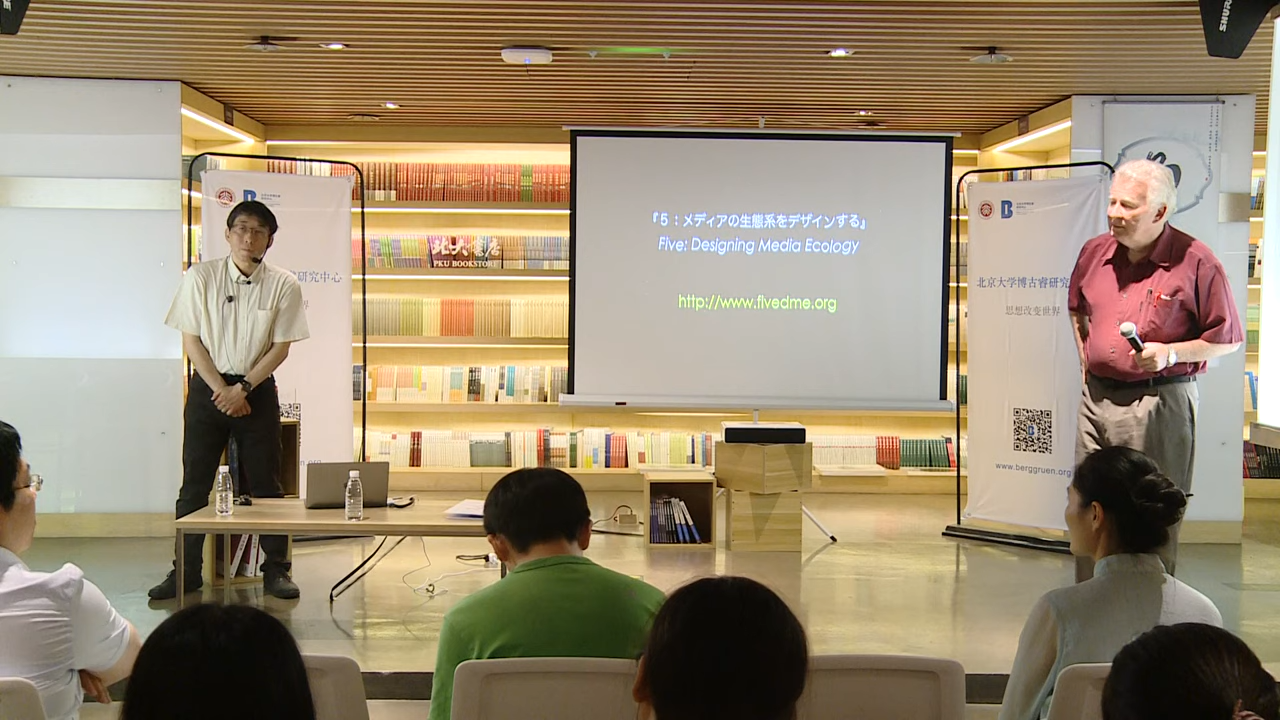 SHURE
『５：メディアの生態系をデザインする』
Five: Designing Media Ecology
http://www.fivedme.org
北大書店
PKU BOOKSTORE
研究中心
北京大学博古睿研究
思想改变世界
www.berggruen.org